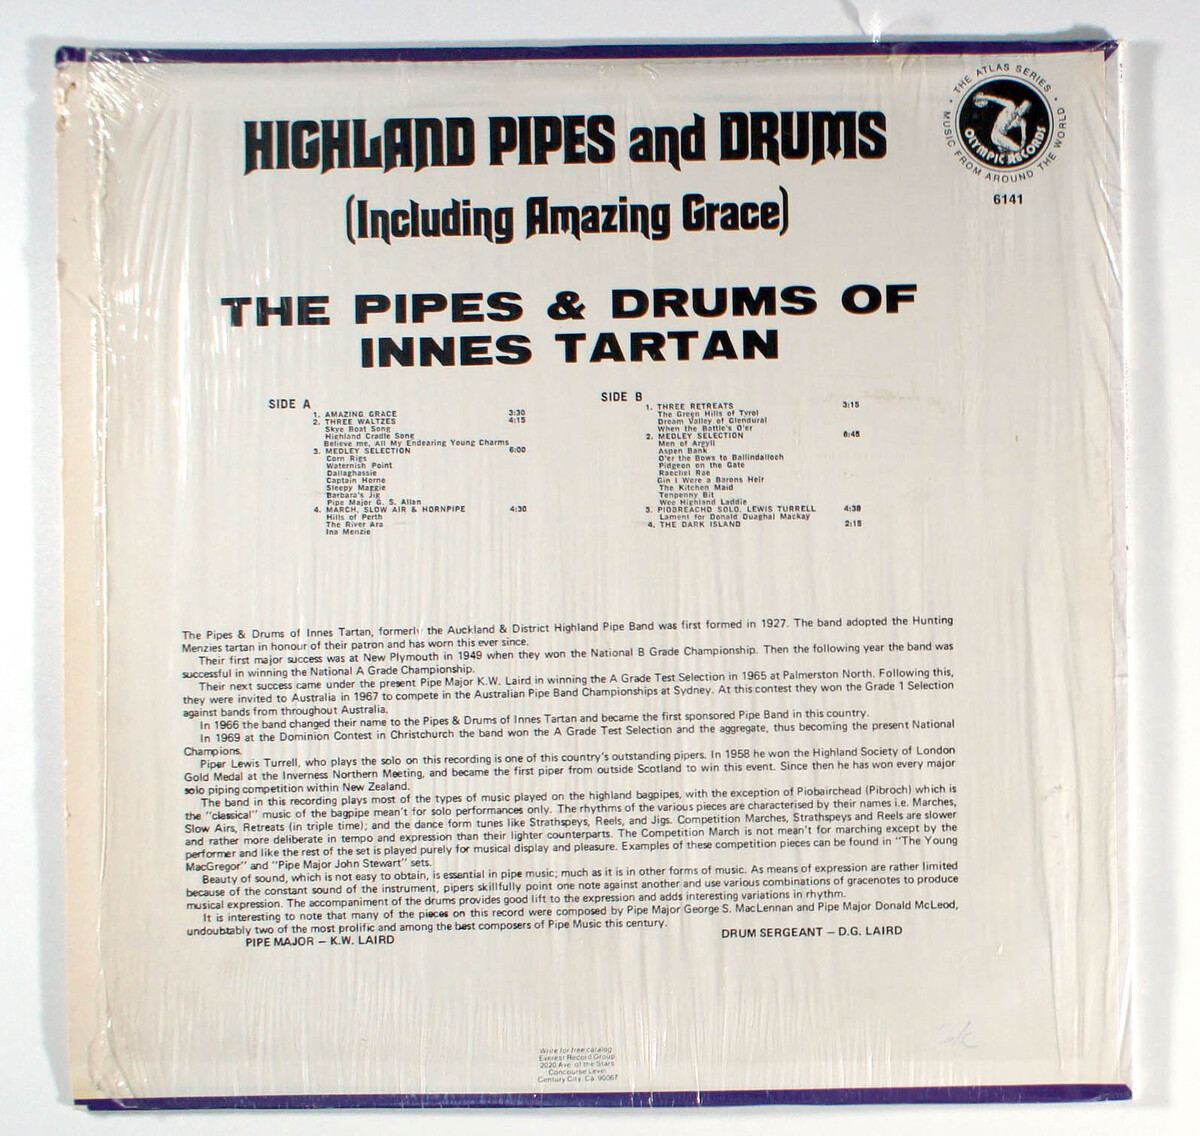 HIGHLAND PIPES and DRUMS
(Including Amazing Grace)
THE ATLAS SERIES • MUSIC FROM AROUND THE WORLD •
OLYMPIC RECORDS
6141
THE PIPES & DRUMS OF
INNES TARTAN
SIDE A
1. AMAZING GRACE 3:30
2. THREE WALTZES 4:15
Skye Boat Song
Highland Cradle Song
Believe me, All My Endearing Young Charms
3. MEDLEY SELECTION 6:00
Corn Rigs
Waternish Point
Dallaghassie
Captain Horne
Sleepy Maggie
Barbara's Jig
Pipe Major G. S. Allan
4. MARCH, SLOW AIR & HORNPIPE 4:30
Hills of Perth
The River Ara
Ina Menzie
SIDE B
1. THREE RETREATS 3:15
The Green Hills of Tyrol
Dream Valley of Glendural
When the Battle's O'er
2. MEDLEY SELECTION 6:45
Men of Argyll
Aspen Bank
O'er the Bows to Ballindalloch
Pidgeon on the Gate
Raechel Rae
Gin I Were a Barons Heir
The Kitchen Maid
Tenpenny Bit
Wee Highland Laddie
3. PIOBREACHD SOLO, LEWIS TURRELL 4:38
Lament for Donald Duaghal Mackay
4. THE DARK ISLAND 2:15
The Pipes & Drums of Innes Tartan, formerly the Auckland & District Highland Pipe Band was first formed in 1927. The band adopted the Hunting
Menzies tartan in honour of their patron and has worn this ever since.
Their first major success was at New Plymouth in 1949 when they won the National B Grade Championship. Then the following year the band was
successful in winning the National A Grade Championship.
Their next success came under the present Pipe Major K.W. Laird in winning the A Grade Test Selection in 1965 at Palmerston North. Following this,
they were invited to Australia in 1967 to compete in the Australian Pipe Band Championships at Sydney. At this contest they won the Grade 1 Selection
against bands from throughout Australia.
In 1966 the band changed their name to the Pipes & Drums of Innes Tartan and became the first sponsored Pipe Band in this country.
In 1969 at the Dominion Contest in Christchurch the band won the A Grade Test Selection and the aggregate, thus becoming the present National
Champions.
Piper Lewis Turrell, who plays the solo on this recording is one of this country's outstanding pipers. In 1958 he won the Highland Society of London
Gold Medal at the Inverness Northern Meeting, and became the first piper from outside Scotland to win this event. Since then he has won every major
solo piping competition within New Zealand.
The band in this recording plays most of the types of music played on the highland bagpipes, with the exception of Piobairchead (Pibroch) which is
the "classical" music of the bagpipe mean't for solo performances only. The rhythms of the various pieces are characterised by their names i.e. Marches,
Slow Airs, Retreats (in triple time); and the dance form tunes like Strathspeys, Reels, and Jigs. Competition Marches, Strathspeys and Reels are slower
and rather more deliberate in tempo and expression than their lighter counterparts. The Competition March is not mean't for marching except by the
performer and like the rest of the set is played purely for musical display and pleasure. Examples of these competition pieces can be found in "The Young
MacGregor" and "Pipe Major John Stewart" sets.
Beauty of sound, which is not easy to obtain, is essential in pipe music; much as it is in other forms of music. As means of expression are rather limited
because of the constant sound of the instrument, pipers skillfully point one note against another and use various combinations of gracenotes to produce
musical expression. The accompaniment of the drums provides good lift to the expression and adds interesting variations in rhythm.
It is interesting to note that many of the pieces on this record were composed by Pipe Major George S. MacLennan and Pipe Major Donald McLeod,
undoubtably two of the most prolific and among the best composers of Pipe Music this century.
PIPE MAJOR – K.W. LAIRD
DRUM SERGEANT – D.G. LAIRD
Write for free catalog
Everest Record Group
2020 Ave. of the Stars
Concourse Level
Century City, Ca. 90067